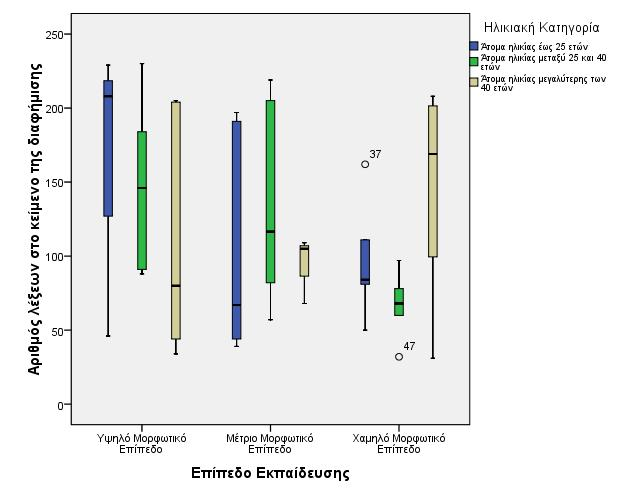 Ηλικιακή Κατηγορία
Άτομα ηλικίας έως 25 ετών
Άτομα ηλικίας μεταξύ 25 και 40
ετών
Άτομα ηλικίας μεγαλύτερης των
40 ετών
Αριθμός λέξεων στο κείμενο της διαφήμισης
250
200
150
100
50
0
37
47
Υψηλό Μορφωτικό
Επίπεδο
Μέτριο Μορφωτικό
Επίπεδο
Χαμηλό Μορφωτικό
Επίπεδο
Επίπεδο Εκπαίδευσης